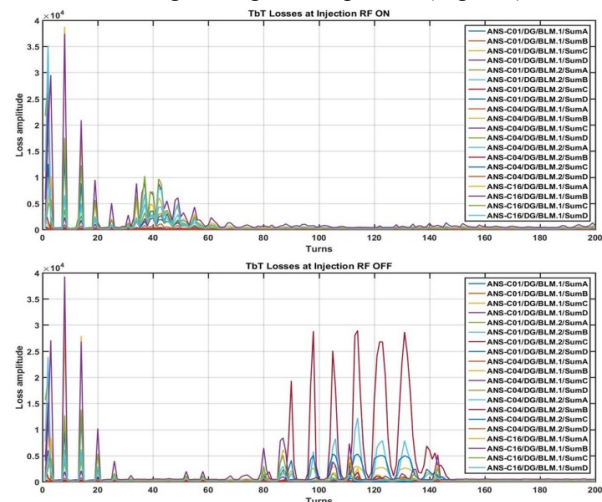 TbT Losses at Injection RF ON
×10⁴
4
3.5
3
2.5
2
1.5
1
0.5
0
Loss amplitude
0 20 40 60 80 100 120 140 160 180 200
Turns
ANS-C01/DG/BLM.1/SumA
ANS-C01/DG/BLM.1/SumB
ANS-C01/DG/BLM.1/SumC
ANS-C01/DG/BLM.1/SumD
ANS-C01/DG/BLM.2/SumA
ANS-C01/DG/BLM.2/SumB
ANS-C01/DG/BLM.2/SumC
ANS-C01/DG/BLM.2/SumD
ANS-C04/DG/BLM.1/SumA
ANS-C04/DG/BLM.1/SumB
ANS-C04/DG/BLM.1/SumC
ANS-C04/DG/BLM.1/SumD
ANS-C04/DG/BLM.2/SumA
ANS-C04/DG/BLM.2/SumB
ANS-C04/DG/BLM.2/SumC
ANS-C04/DG/BLM.2/SumD
ANS-C16/DG/BLM.1/SumA
ANS-C16/DG/BLM.1/SumB
ANS-C16/DG/BLM.1/SumC
ANS-C16/DG/BLM.1/SumD
TbT Losses at Injection RF OFF
×10⁴
4
3.5
3
2.5
2
1.5
1
0.5
0
Loss amplitude
0 20 40 60 80 100 120 140 160 180 200
Turns
ANS-C01/DG/BLM.1/SumA
ANS-C01/DG/BLM.1/SumB
ANS-C01/DG/BLM.1/SumC
ANS-C01/DG/BLM.1/SumD
ANS-C01/DG/BLM.2/SumA
ANS-C01/DG/BLM.2/SumB
ANS-C01/DG/BLM.2/SumC
ANS-C01/DG/BLM.2/SumD
ANS-C04/DG/BLM.1/SumA
ANS-C04/DG/BLM.1/SumB
ANS-C04/DG/BLM.1/SumC
ANS-C04/DG/BLM.1/SumD
ANS-C04/DG/BLM.2/SumA
ANS-C04/DG/BLM.2/SumB
ANS-C04/DG/BLM.2/SumC
ANS-C04/DG/BLM.2/SumD
ANS-C16/DG/BLM.1/SumA
ANS-C16/DG/BLM.1/SumB
ANS-C16/DG/BLM.1/SumC
ANS-C16/DG/BLM.1/SumD